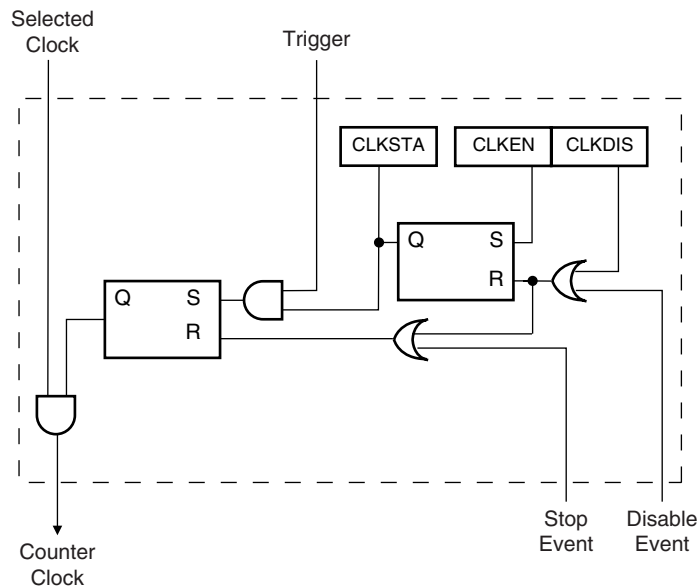 Selected
Clock
Trigger
CLKSTA
CLKEN
CLKDIS
Q
S
R
Q
S
R
Stop
Event
Disable
Event
Counter
Clock